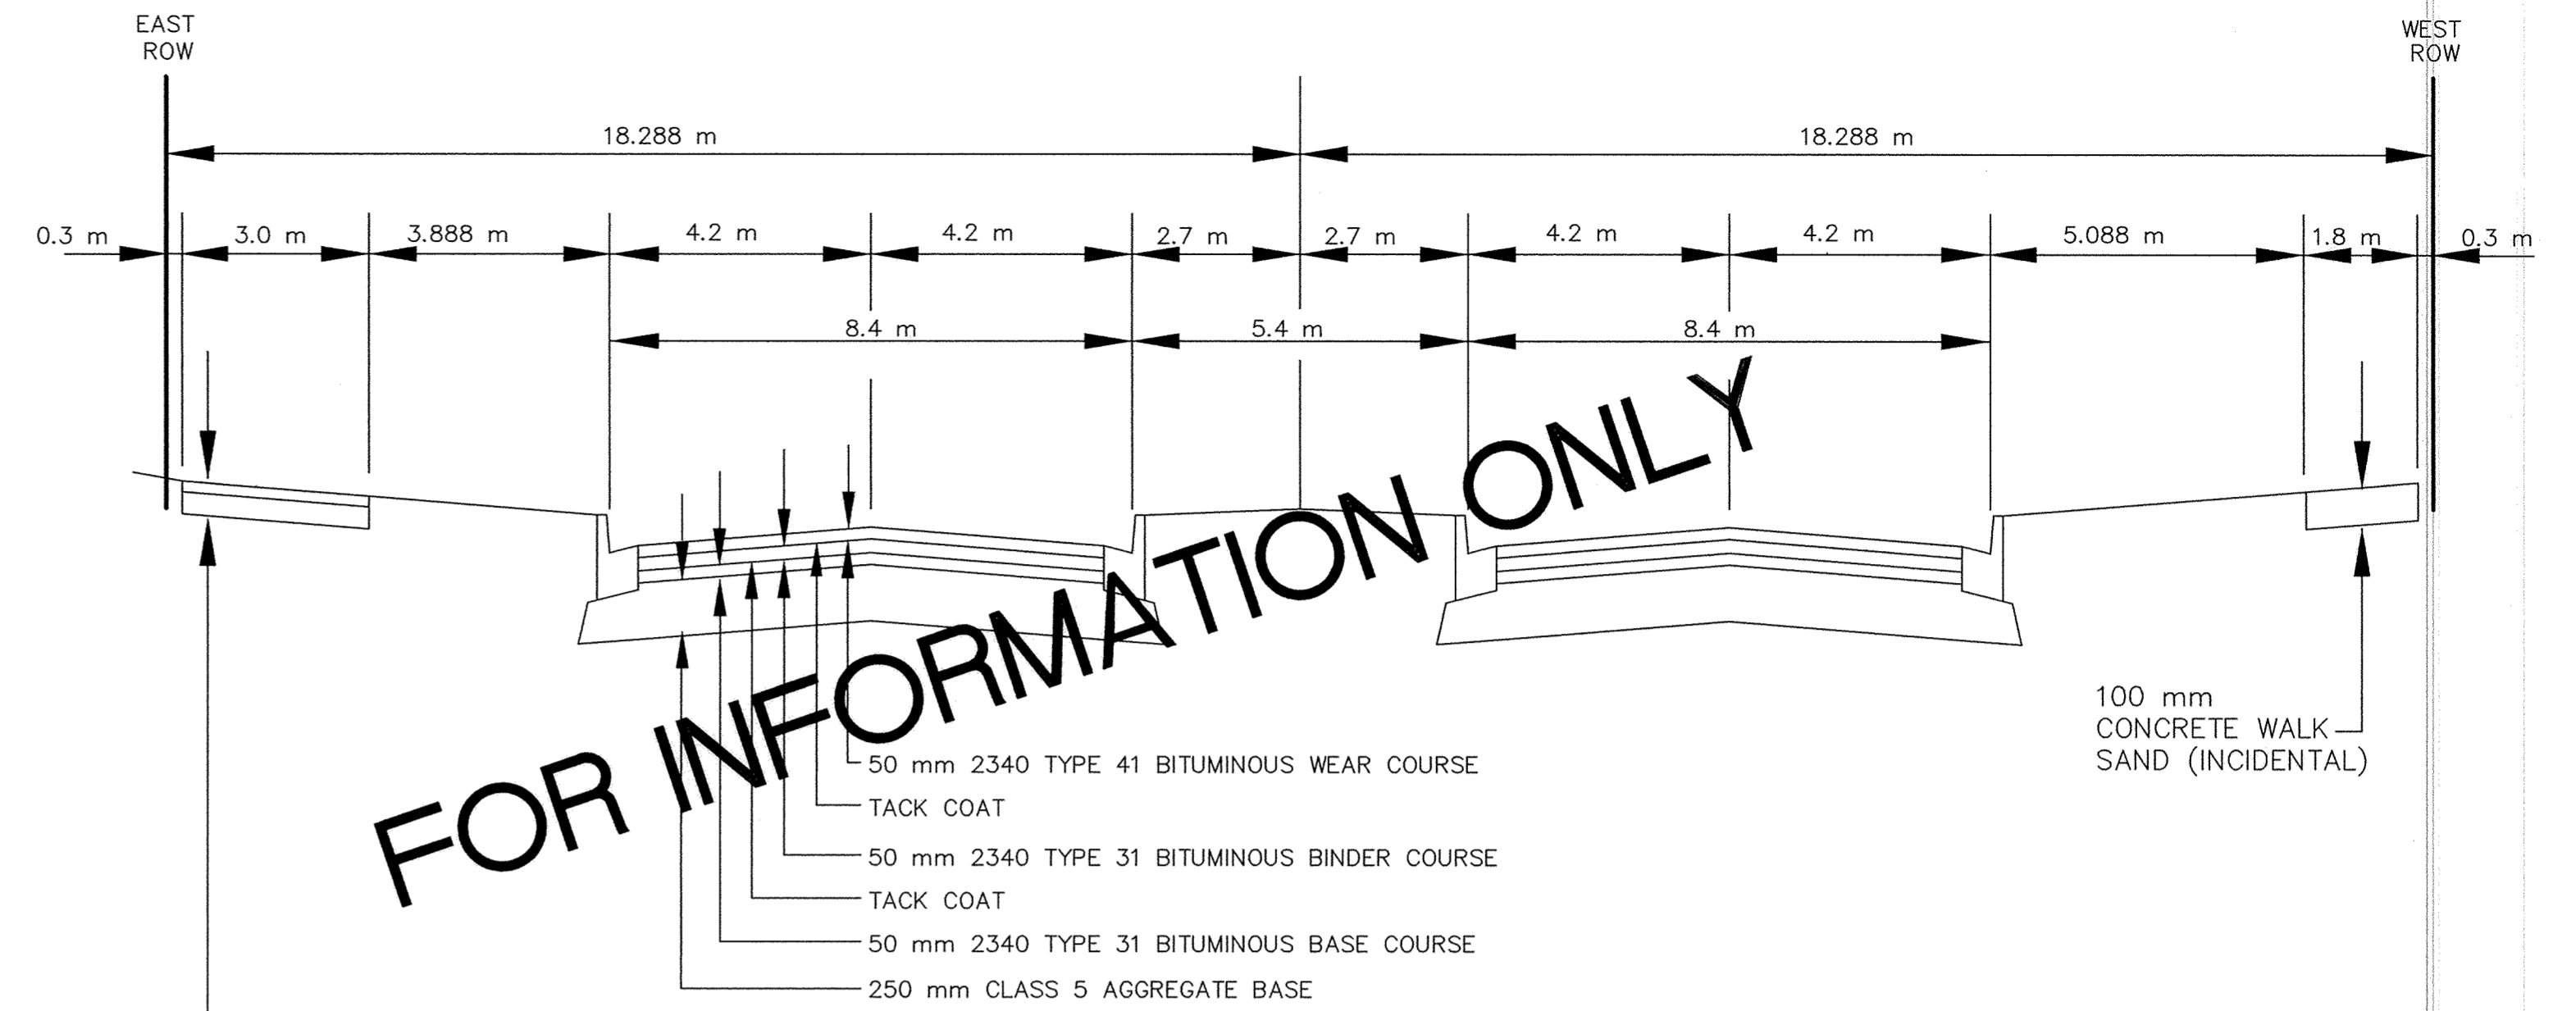 EAST
ROW
WEST
ROW
18.288 m
18.288 m
0.3 m
3.0 m
3.888 m
4.2 m
4.2 m
2.7 m
2.7 m
4.2 m
4.2 m
5.088 m
1.8 m
0.3 m
8.4 m
5.4 m
8.4 m
FOR INFORMATION ONLY
100 mm
CONCRETE WALK
SAND (INCIDENTAL)
50 mm 2340 TYPE 41 BITUMINOUS WEAR COURSE
TACK COAT
50 mm 2340 TYPE 31 BITUMINOUS BINDER COURSE
TACK COAT
50 mm 2340 TYPE 31 BITUMINOUS BASE COURSE
250 mm CLASS 5 AGGREGATE BASE